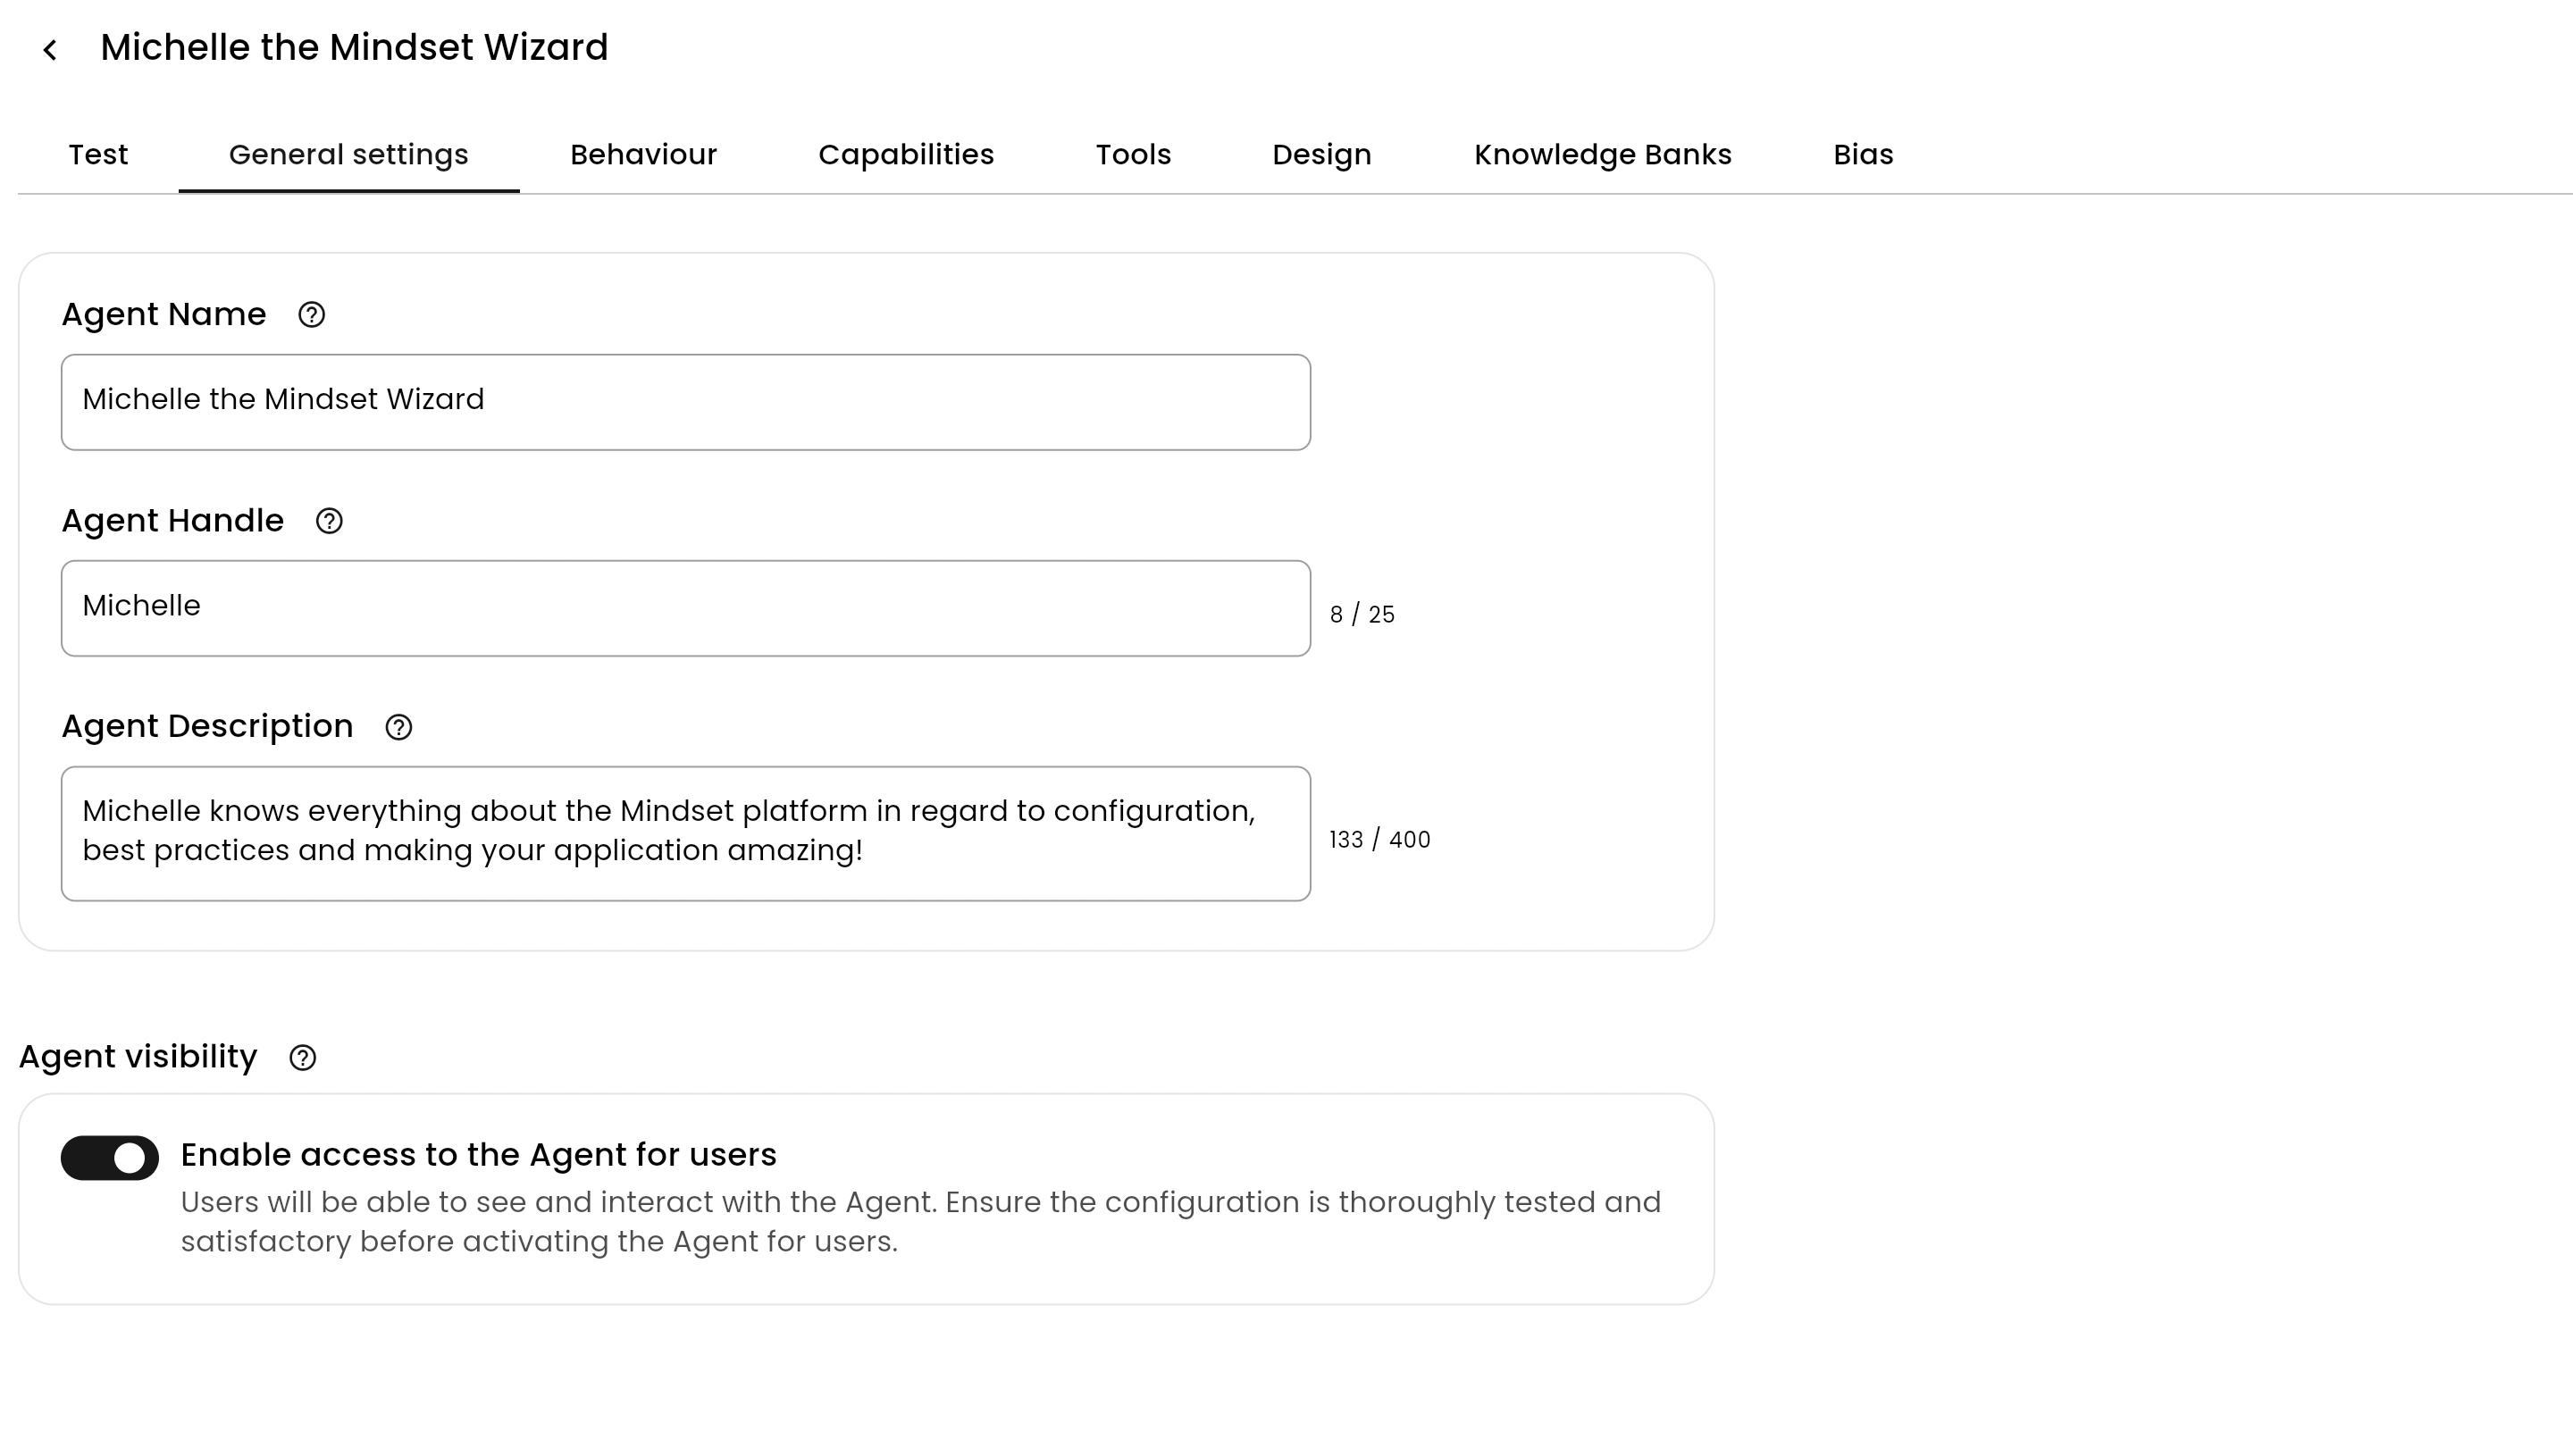 Michelle the Mindset Wizard
Test General settings Behaviour Capabilities Tools Design Knowledge Banks Bias
Agent Name
Michelle the Mindset Wizard
Agent Handle
Michelle
8 / 25
Agent Description
Michelle knows everything about the Mindset platform in regard to configuration,
best practices and making your application amazing!
133 / 400
Agent visibility
Enable access to the Agent for users
Users will be able to see and interact with the Agent. Ensure the configuration is thoroughly tested and
satisfactory before activating the Agent for users.